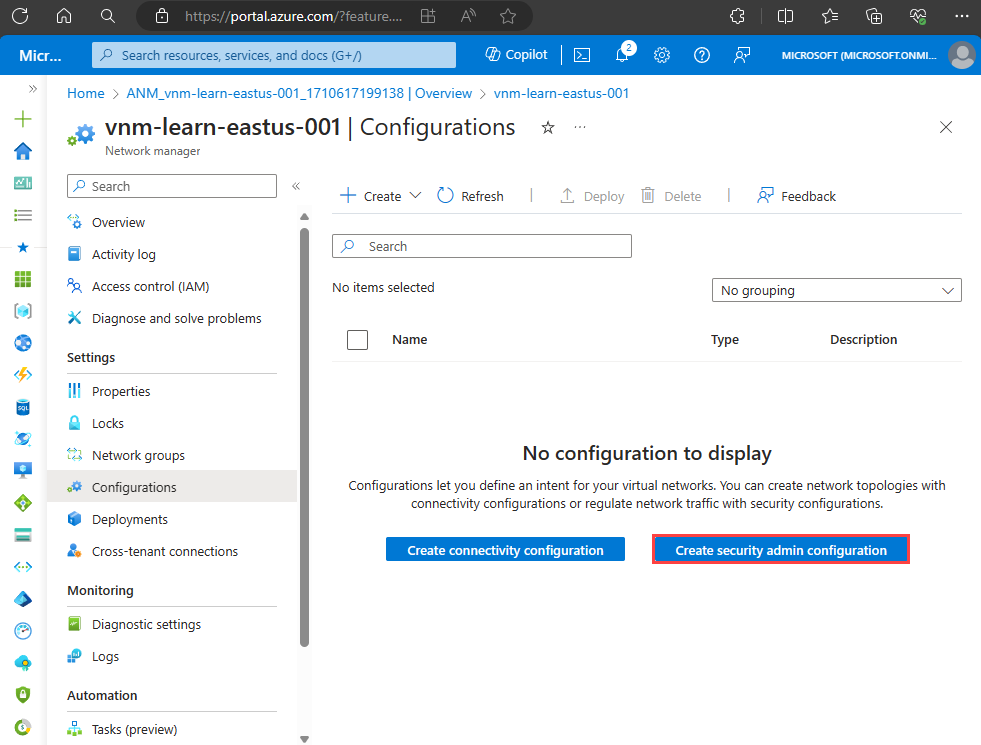 https://portal.azure.com/?feature....
Micr...
Search resources, services, and docs (G+/)
Copilot
2
MICROSOFT (MICROSOFT.ONMI...
Home > ANM_vnm-learn-eastus-001_1710617199138 | Overview > vnm-learn-eastus-001
vnm-learn-eastus-001 | Configurations
Network manager
Search
Overview
Activity log
Access control (IAM)
Diagnose and solve problems
Settings
Properties
Locks
Network groups
Configurations
Deployments
Cross-tenant connections
Monitoring
Diagnostic settings
Logs
Automation
Tasks (preview)
Create
Refresh
Deploy
Delete
Feedback
Search
No items selected
No grouping
Name Type Description
No configuration to display
Configurations let you define an intent for your virtual networks. You can create network topologies with
connectivity configurations or regulate network traffic with security configurations.
Create connectivity configuration
Create security admin configuration
SQL